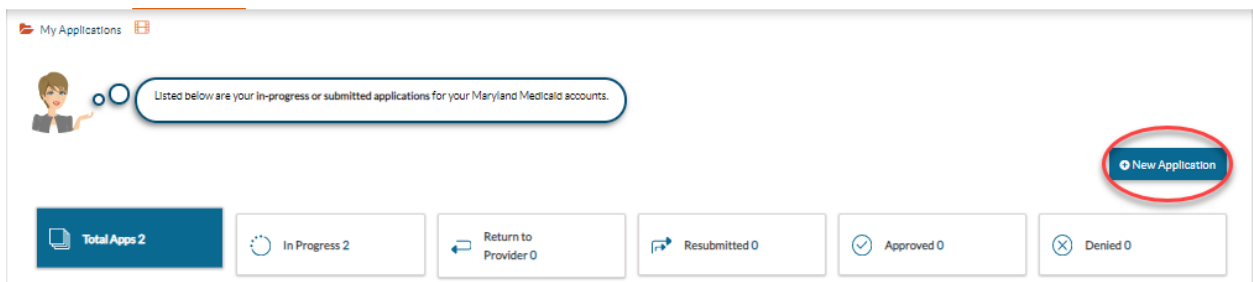 My Applications
Listed below are your in-progress or submitted applications for your Maryland Medicaid accounts.
New Application
Total Apps 2
In Progress 2
Return to
Provider 0
Resubmitted 0
Approved 0
Denied 0